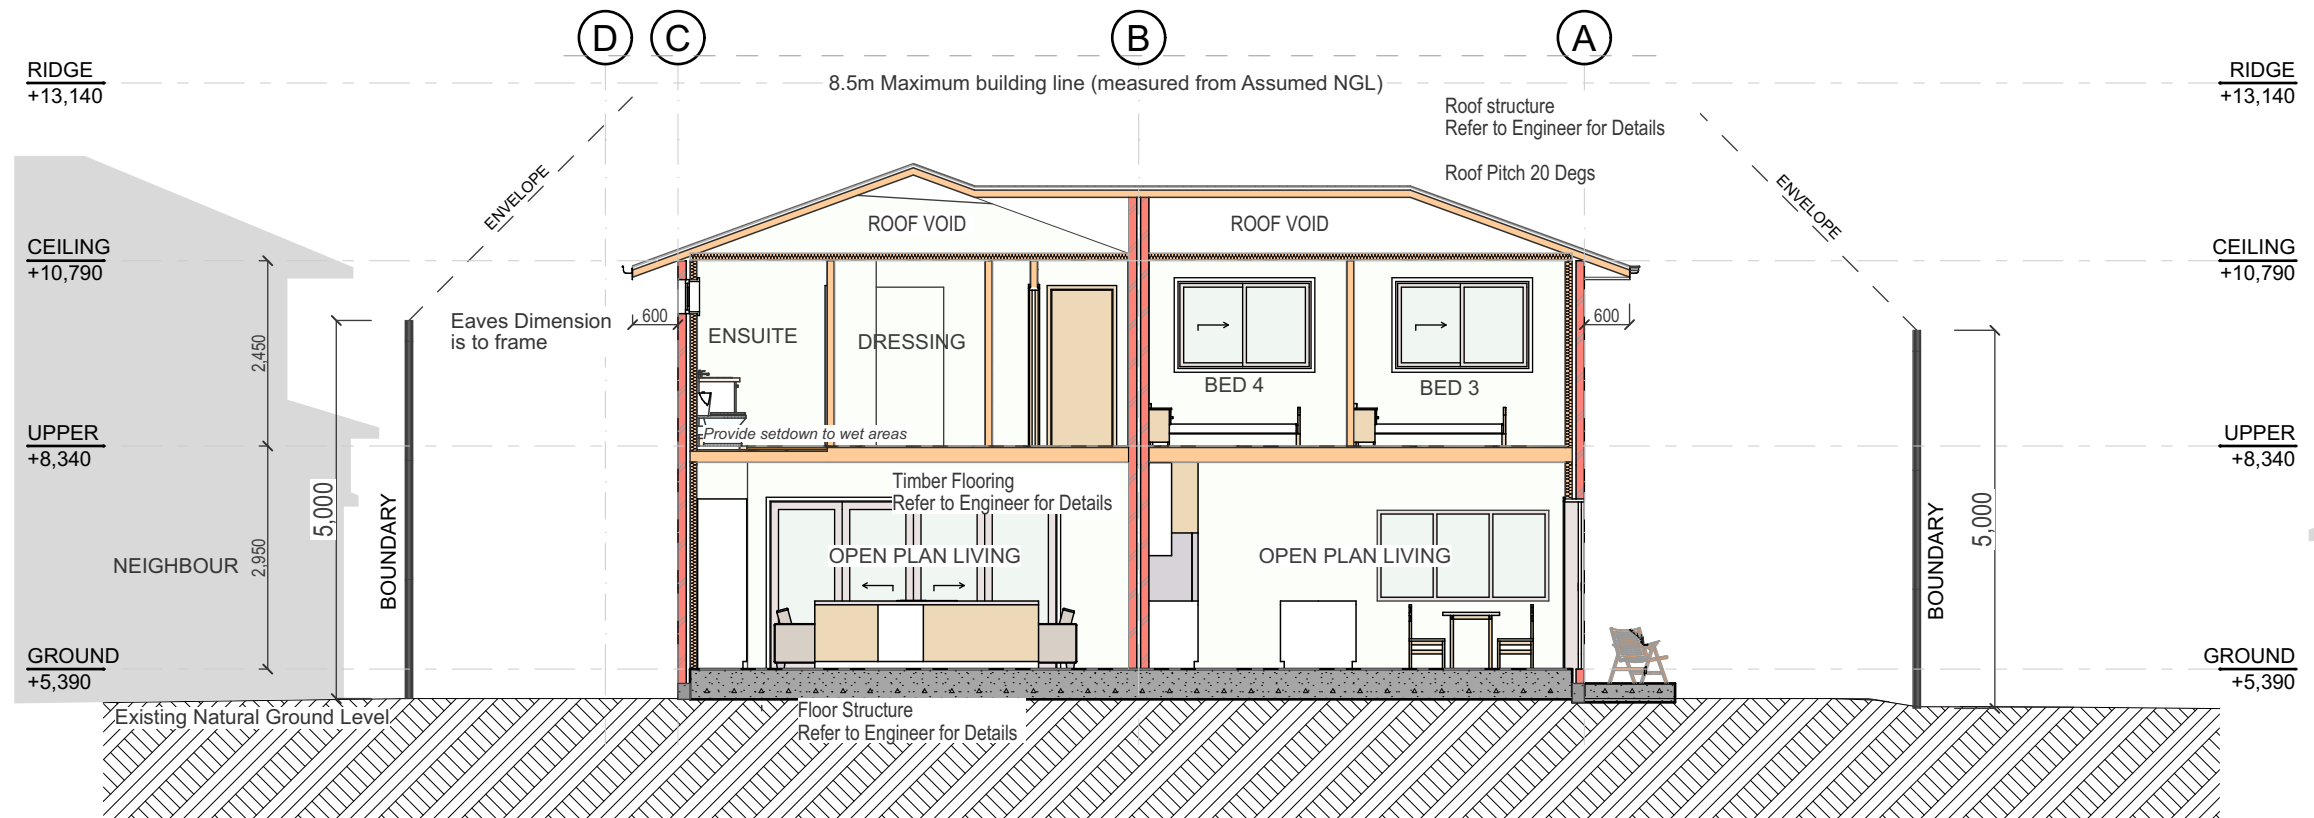 D
C
B
A
RIDGE
+13,140
8.5m Maximum building line (measured from Assumed NGL)
RIDGE
+13,140
Roof structure
Refer to Engineer for Details
Roof Pitch 20 Degs
ENVELOPE
ENVELOPE
ROOF VOID
ROOF VOID
CEILING
+10,790
CEILING
+10,790
Eaves Dimension
is to frame
600
600
2,450
ENSUITE
DRESSING
BED 4
BED 3
Provide setdown to wet areas
UPPER
+8,340
UPPER
+8,340
Timber Flooring
Refer to Engineer for Details
5,000
BOUNDARY
2,950
NEIGHBOUR
OPEN PLAN LIVING
OPEN PLAN LIVING
BOUNDARY
5,000
GROUND
+5,390
GROUND
+5,390
Existing Natural Ground Level
Floor Structure
Refer to Engineer for Details